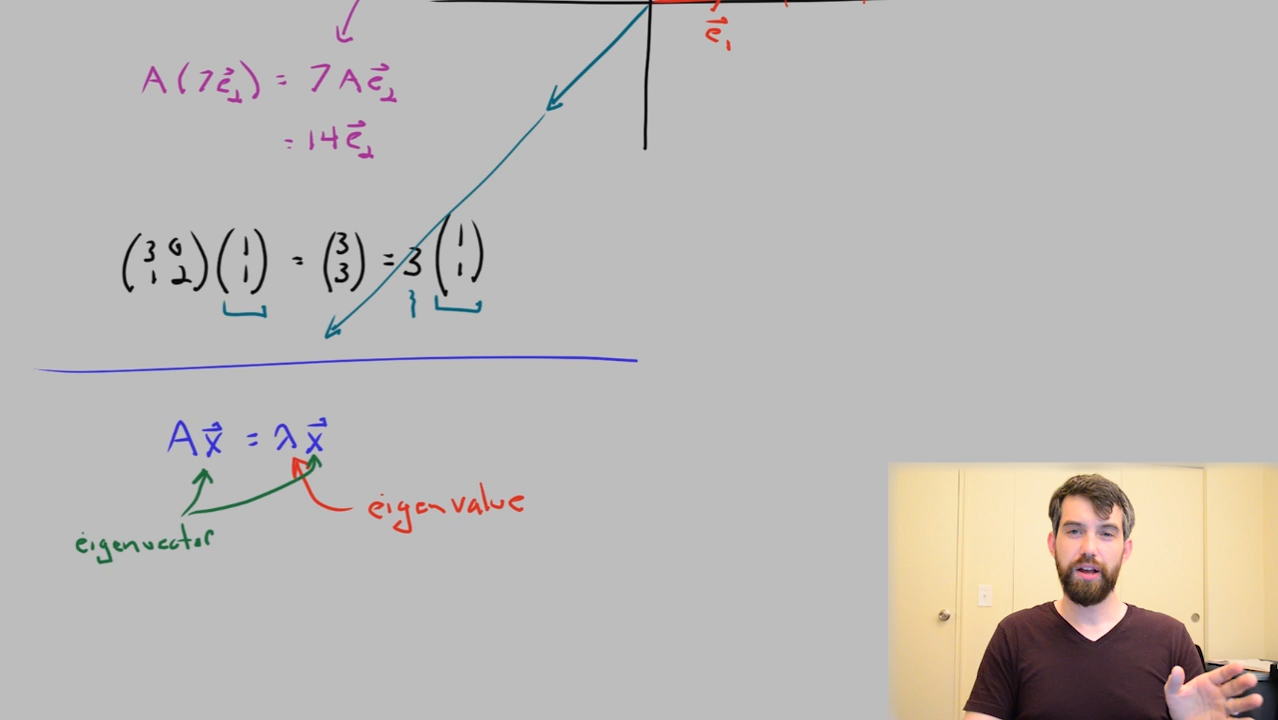 e⃗₁
A(7e⃗₂) = 7Ae⃗₂
= 14e⃗₂
(3 0; 1 2)(1; 1) = (3; 3) = 3(1; 1)
Ax⃗ = λx⃗
eigenvalue
eigenvector